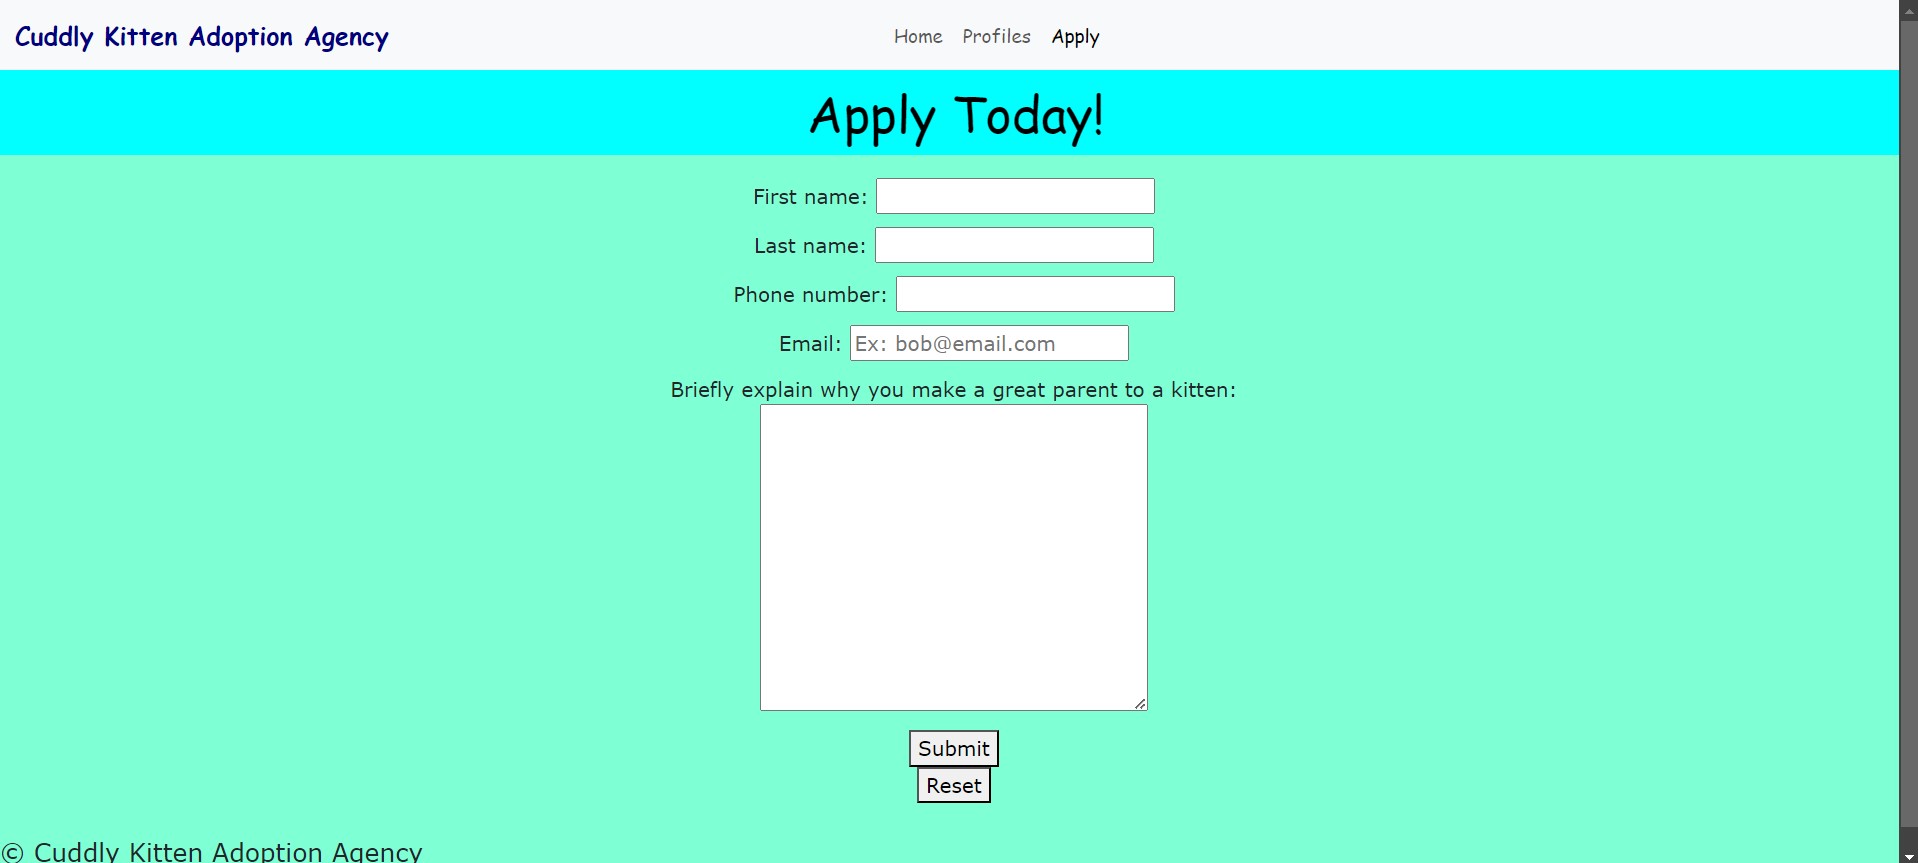 Cuddly Kitten Adoption Agency
Home Profiles Apply
Apply Today!
First name:
Last name:
Phone number:
Email: Ex: bob@email.com
Briefly explain why you make a great parent to a kitten:
Submit
Reset
© Cuddly Kitten Adoption Agency